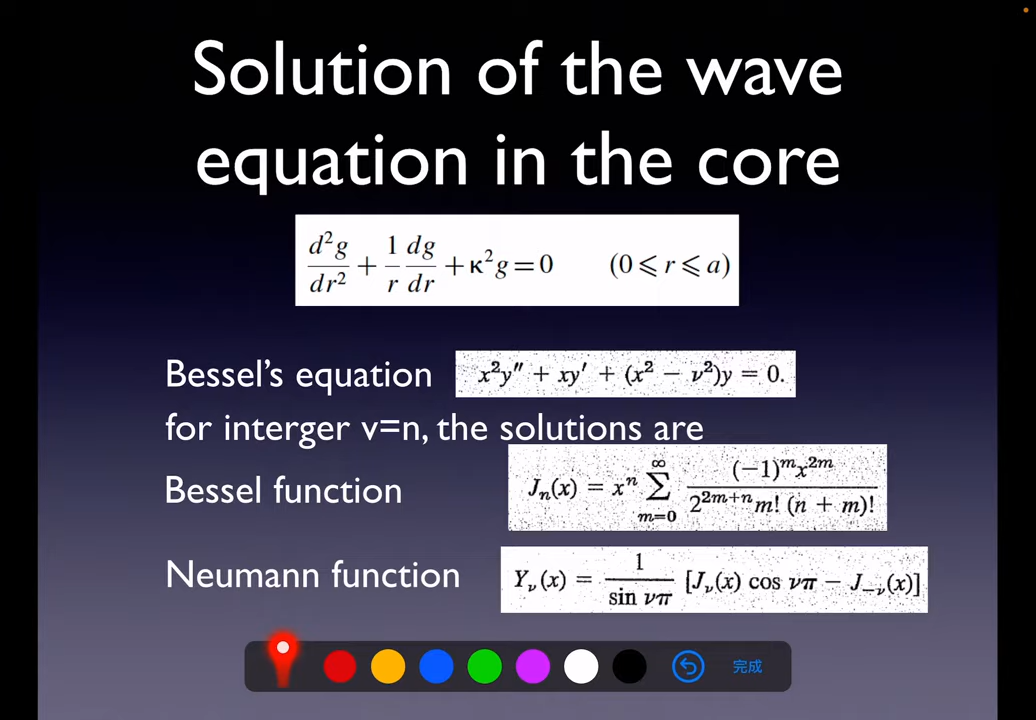 Solution of the wave
equation in the core
d²g/dr² + 1/r dg/dr + κ²g = 0 (0 ⩽ r ⩽ a)
Bessel's equation x²y″ + xy′ + (x² − ν²)y = 0.
for interger v=n, the solutions are
Bessel function Jₙ(x) = xⁿ ∑_{m=0}^{∞} (−1)ᵐx²ᵐ / 2²ᵐ⁺ⁿ m! (n + m)!
Neumann function Y_ν(x) = 1/sin νπ [J_ν(x) cos νπ − J_{−ν}(x)]
完成